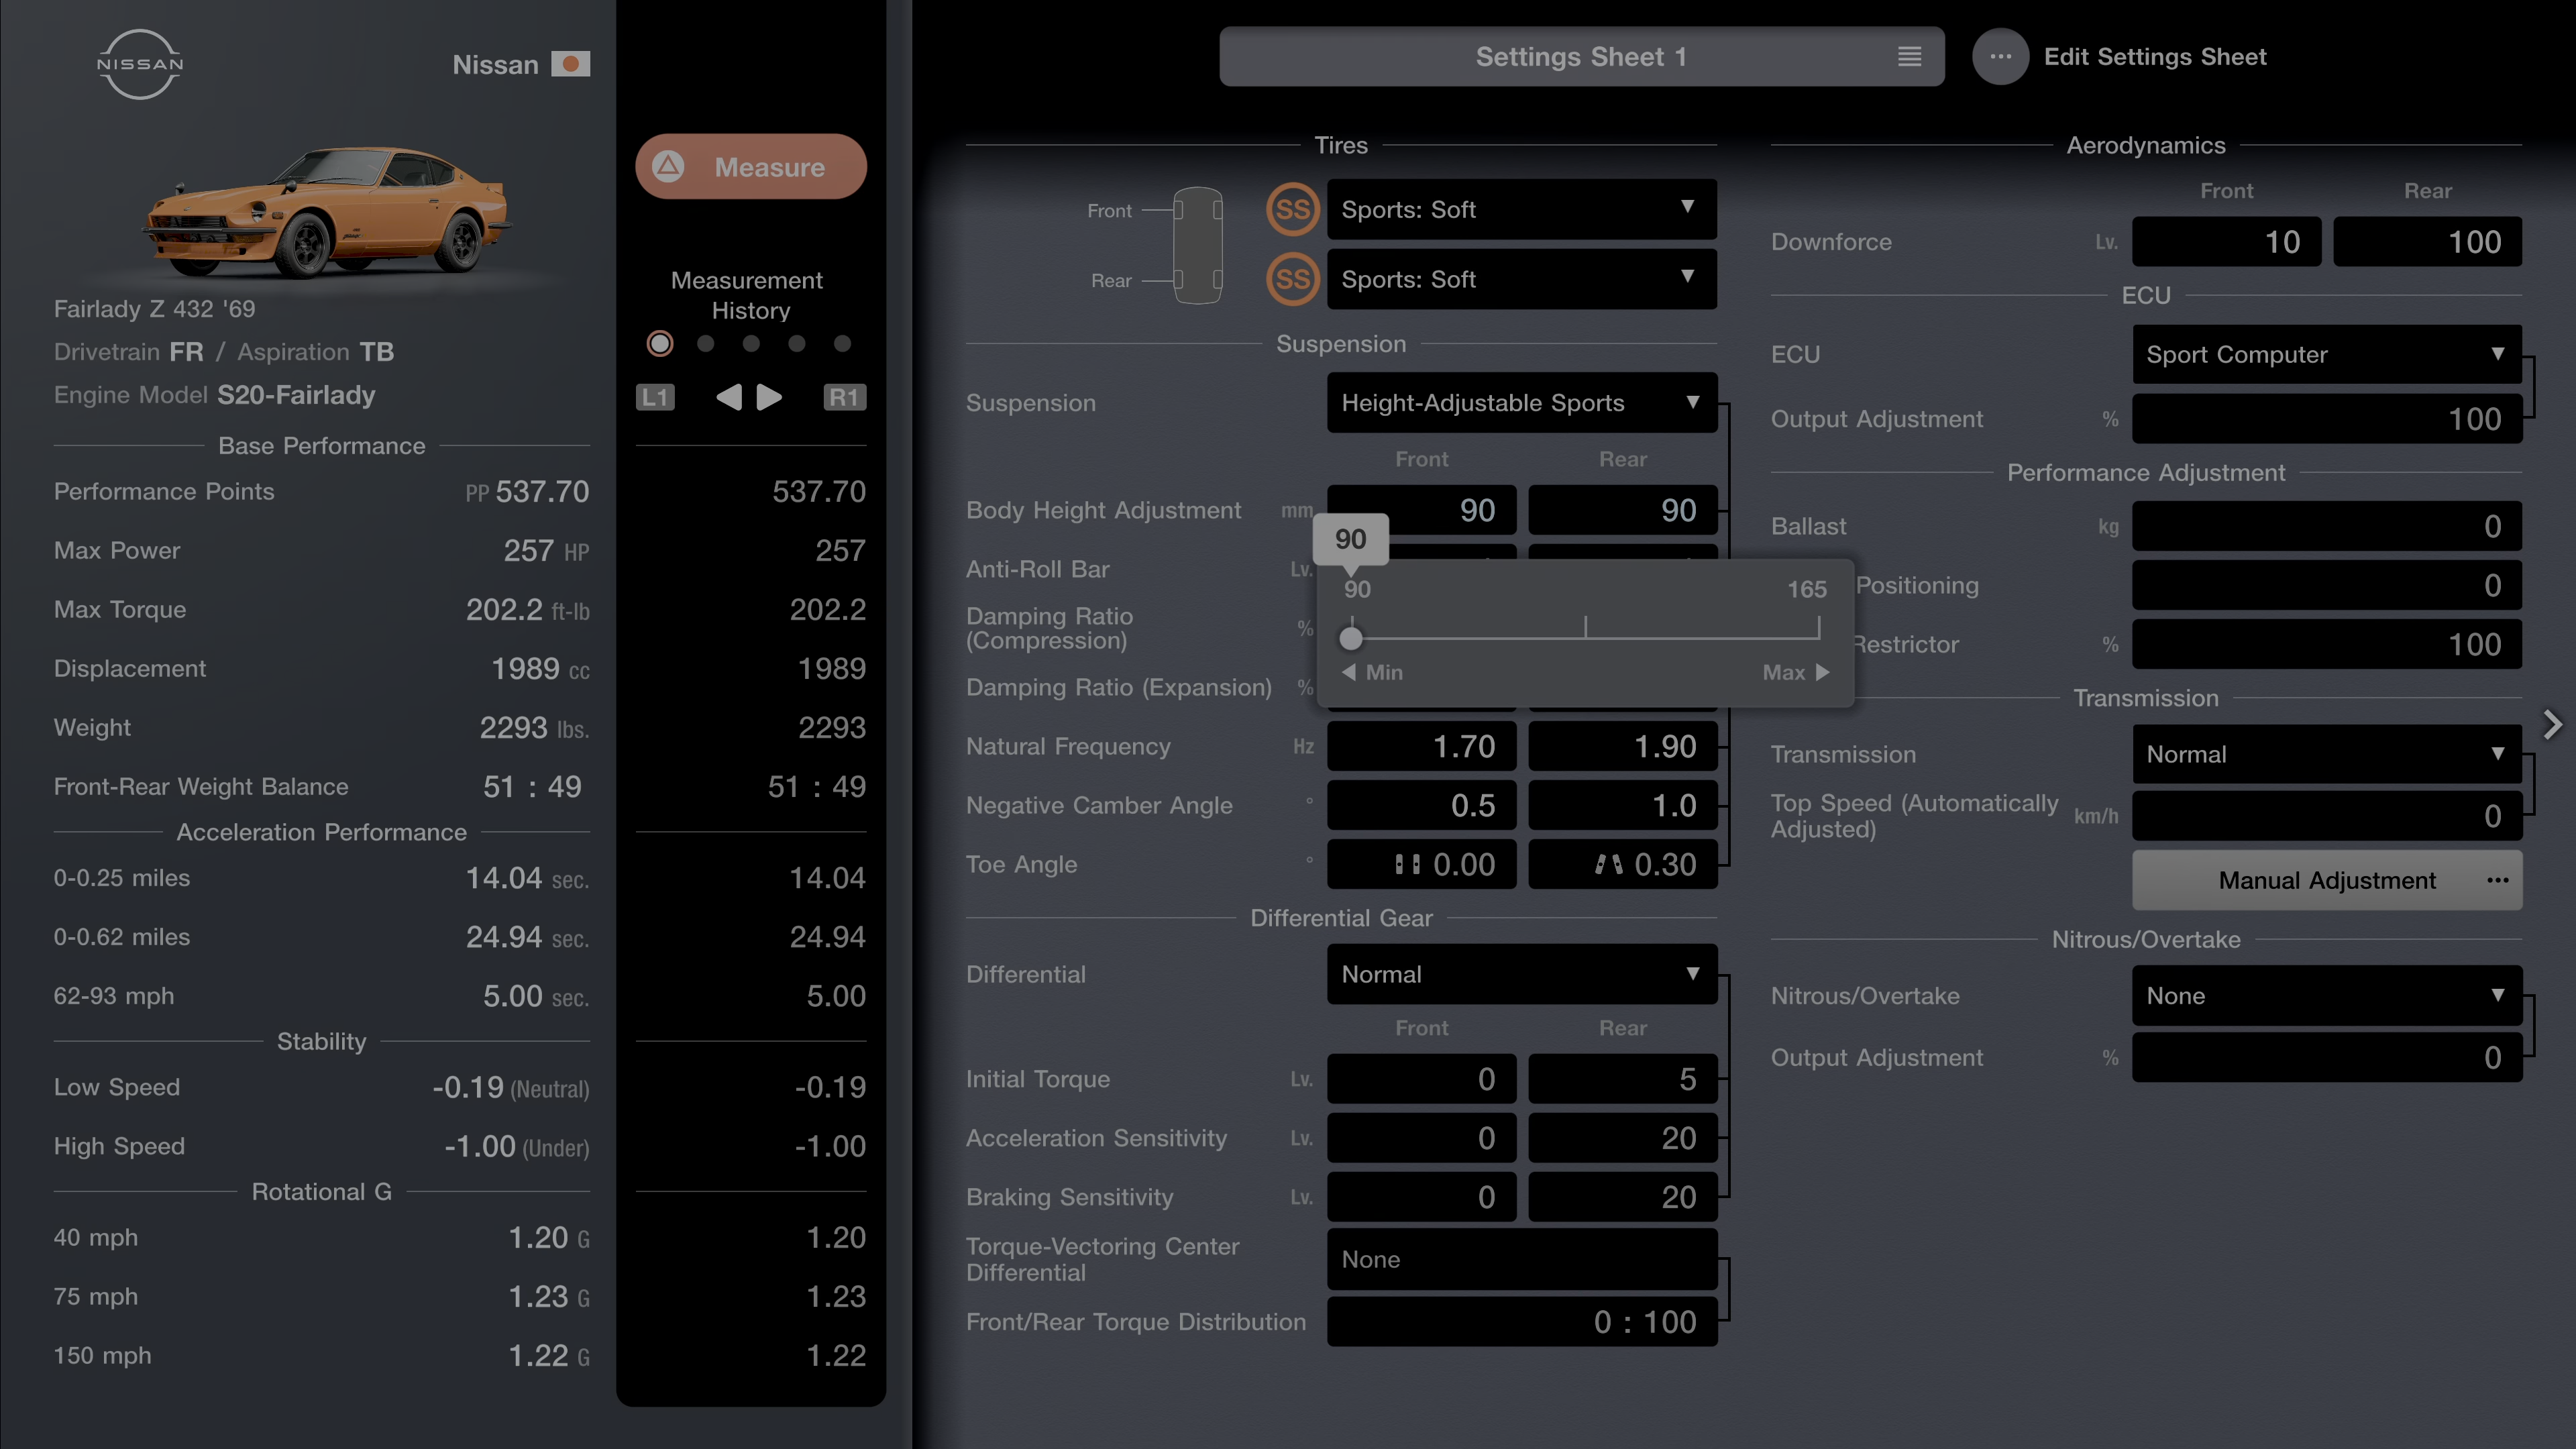 NISSAN
Nissan
Fairlady Z 432 '69
Drivetrain FR / Aspiration TB
Engine Model S20-Fairlady
Base Performance
Performance Points PP 537.70
Max Power 257 HP
Max Torque 202.2 ft-lb
Displacement 1989 cc
Weight 2293 lbs.
Front-Rear Weight Balance 51 : 49
Acceleration Performance
0-0.25 miles 14.04 sec.
0-0.62 miles 24.94 sec.
62-93 mph 5.00 sec.
Stability
Low Speed -0.19 (Neutral)
High Speed -1.00 (Under)
Rotational G
40 mph 1.20 G
75 mph 1.23 G
150 mph 1.22 G
Measure
Measurement
History
L1 R1
537.70
257
202.2
1989
2293
51 : 49
14.04
24.94
5.00
-0.19
-1.00
1.20
1.23
1.22
Settings Sheet 1
Edit Settings Sheet
Tires
Front SS Sports: Soft
Rear SS Sports: Soft
Suspension
Suspension Height-Adjustable Sports
Front Rear
Body Height Adjustment mm 90 90
90
Anti-Roll Bar Lv.
90 165
Damping Ratio
(Compression) %
Min Max
Damping Ratio (Expansion) %
Natural Frequency Hz 1.70 1.90
Negative Camber Angle ° 0.5 1.0
Toe Angle ° 0.00 0.30
Differential Gear
Differential Normal
Front Rear
Initial Torque Lv. 0 5
Acceleration Sensitivity Lv. 0 20
Braking Sensitivity Lv. 0 20
Torque-Vectoring Center
Differential None
Front/Rear Torque Distribution 0 : 100
Aerodynamics
Front Rear
Downforce Lv. 10 100
ECU
ECU Sport Computer
Output Adjustment % 100
Performance Adjustment
Ballast kg 0
Positioning 0
Restrictor % 100
Transmission
Transmission Normal
Top Speed (Automatically
Adjusted) km/h 0
Manual Adjustment
Nitrous/Overtake
Nitrous/Overtake None
Output Adjustment % 0